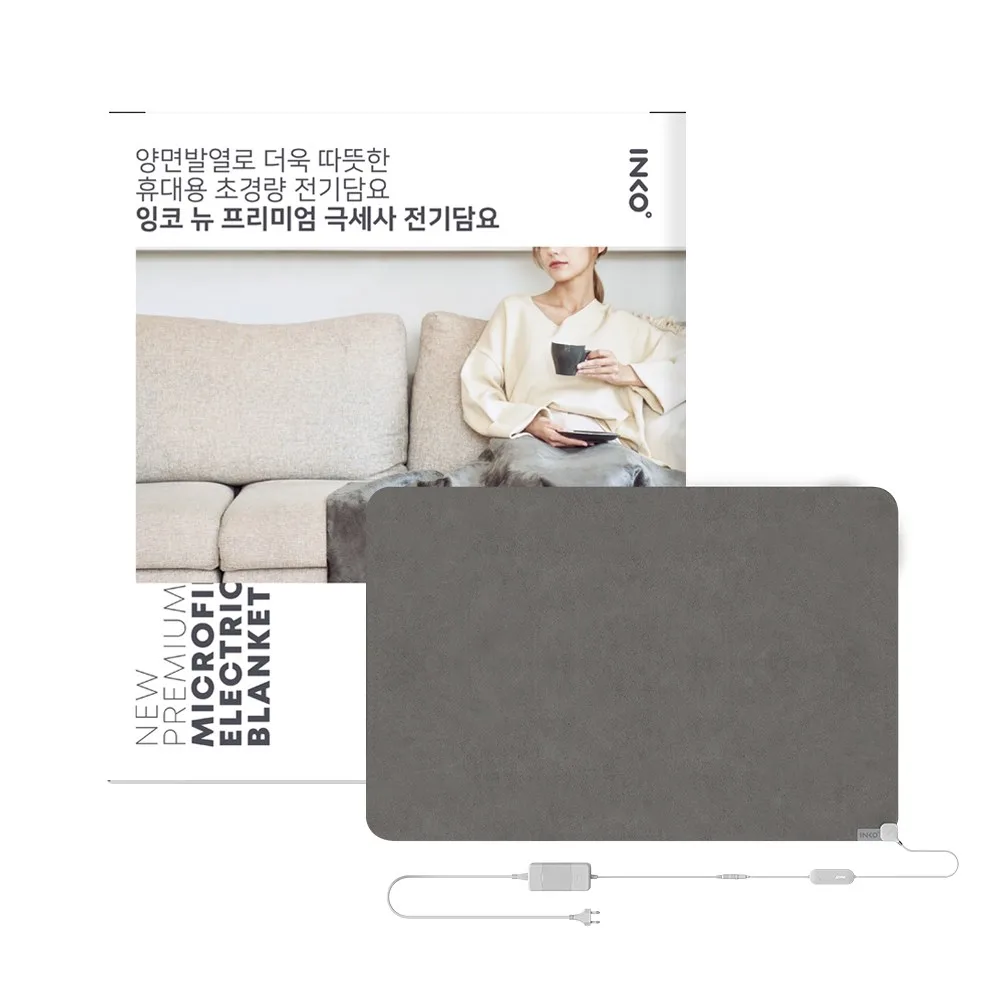 양면발열로 더욱 따뜻한
휴대용 초경량 전기담요
잉코 뉴 프리미엄 극세사 전기담요
INKO
NEW
PREMIUM
ELECTRIC
BLANKET
INKO